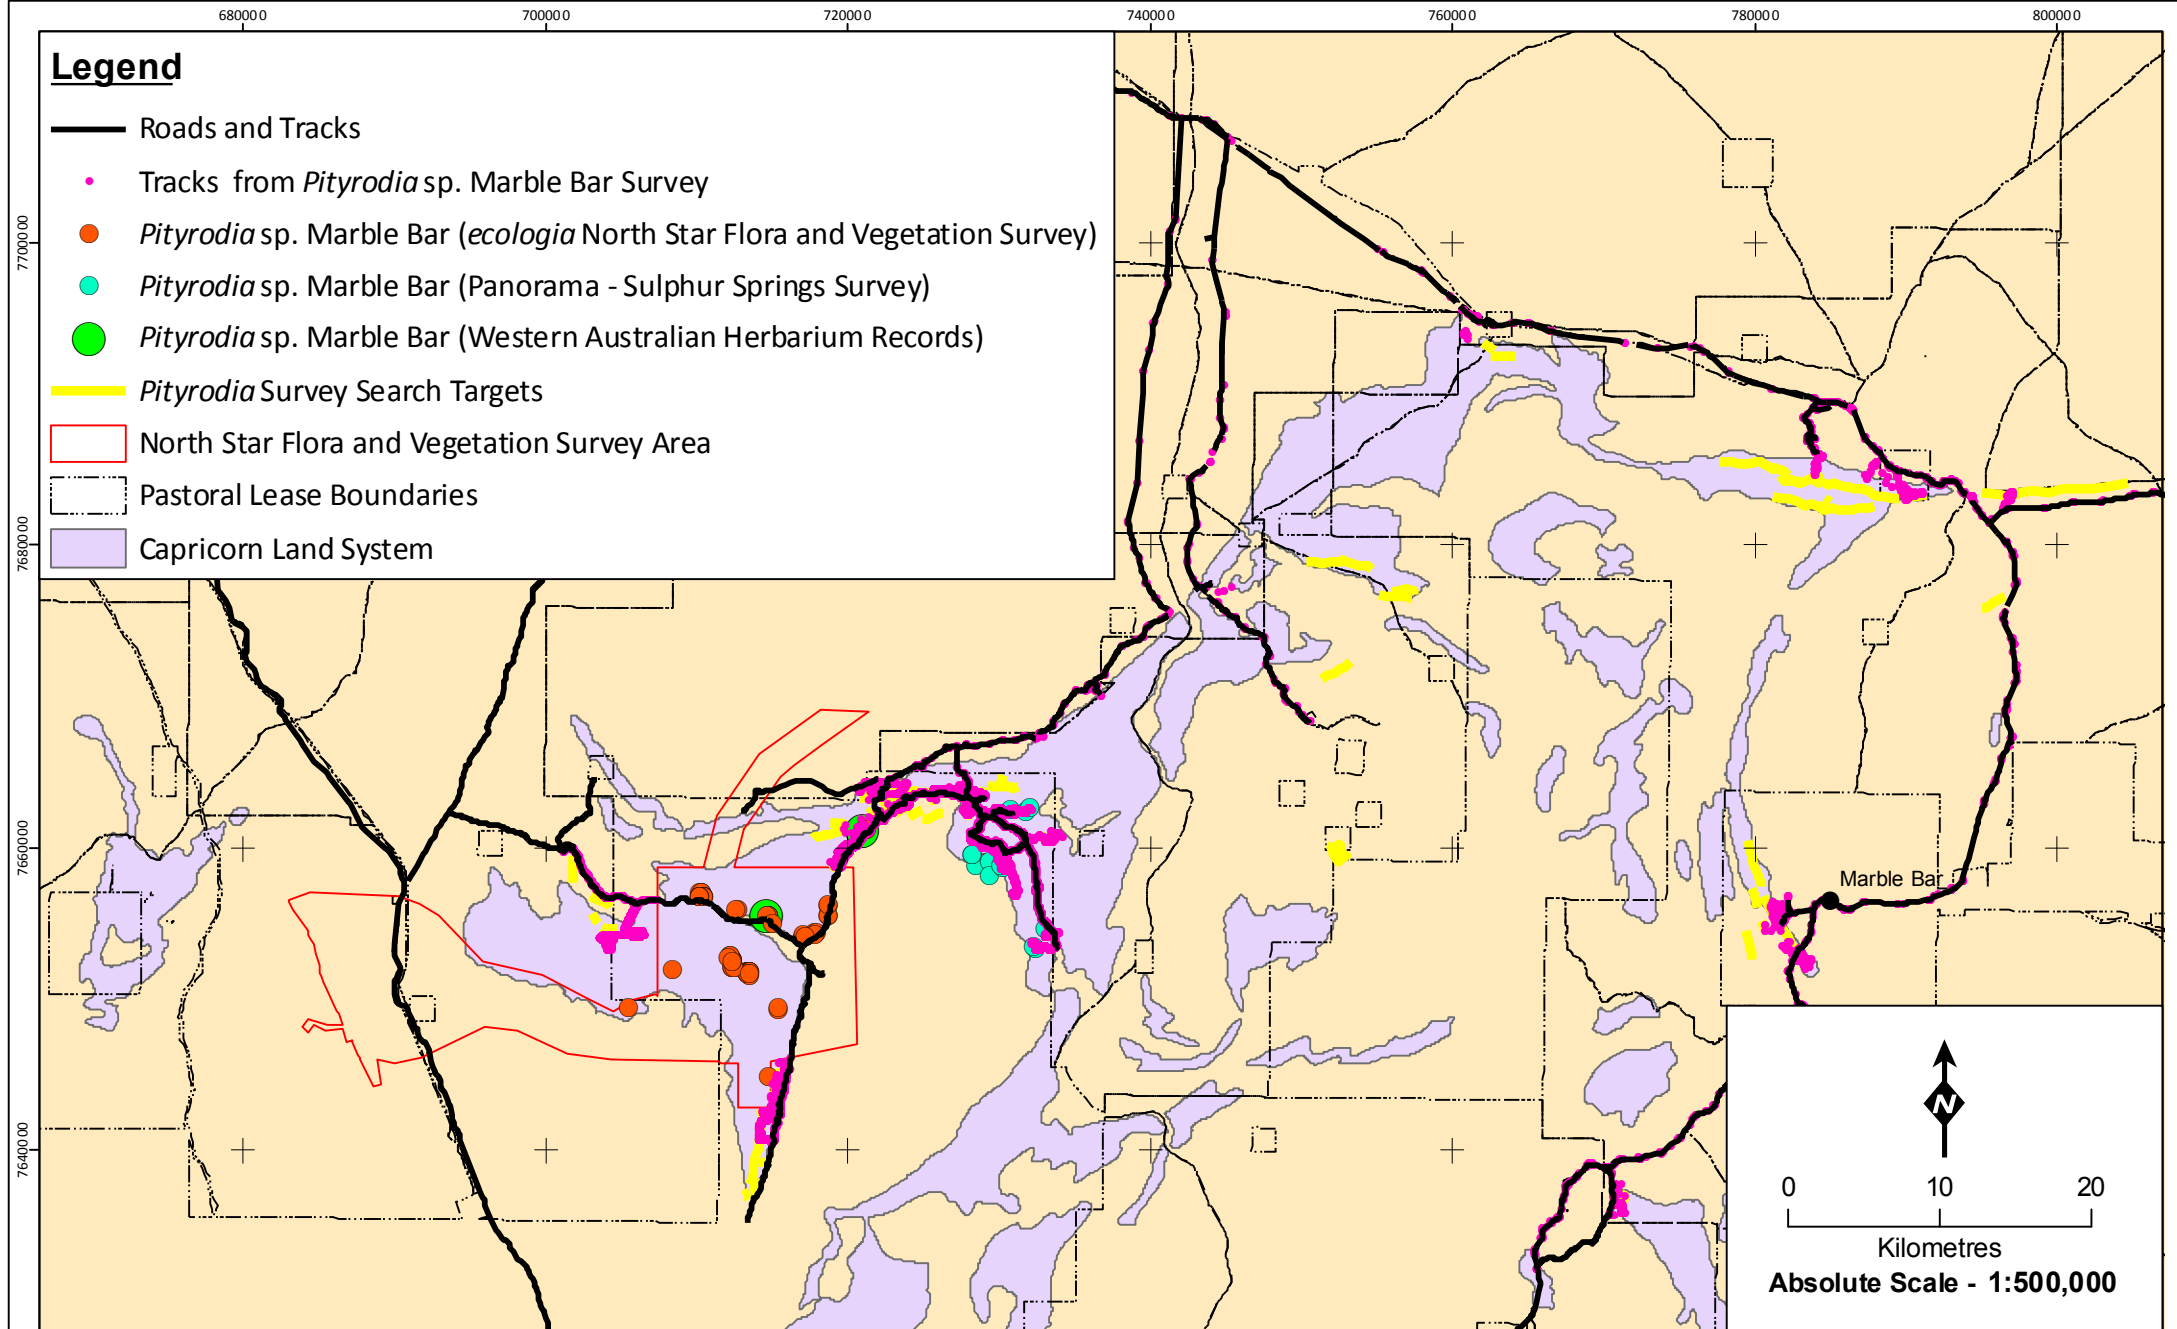 680000 700000 720000 740000 760000 780000 800000
Legend
Roads and Tracks
Tracks from Pityrodia sp. Marble Bar Survey
Pityrodia sp. Marble Bar (ecologia North Star Flora and Vegetation Survey)
Pityrodia sp. Marble Bar (Panorama - Sulphur Springs Survey)
Pityrodia sp. Marble Bar (Western Australian Herbarium Records)
Pityrodia Survey Search Targets
North Star Flora and Vegetation Survey Area
Pastoral Lease Boundaries
Capricorn Land System
7700000
7680000
7660000
7640000
Marble Bar
N
0 10 20
Kilometres
Absolute Scale - 1:500,000